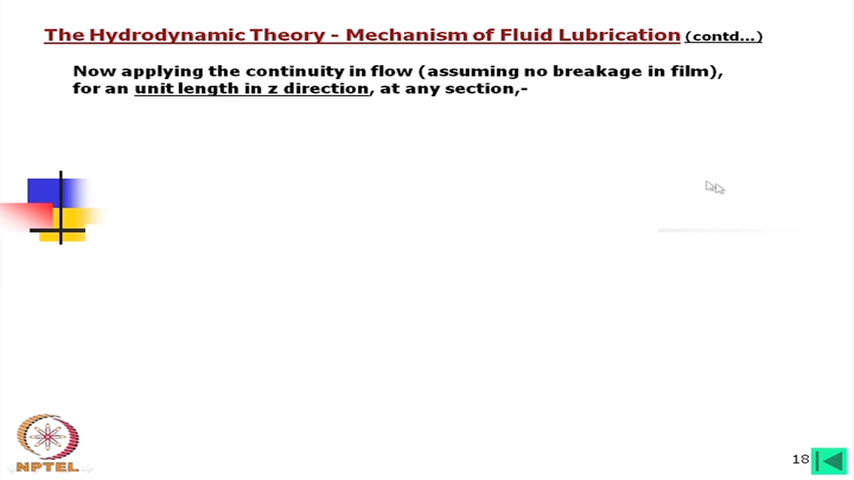 The Hydrodynamic Theory - Mechanism of Fluid Lubrication (contd...)
Now applying the continuity in flow (assuming no breakage in film),
for an unit length in z direction, at any section,-
NPTEL
18